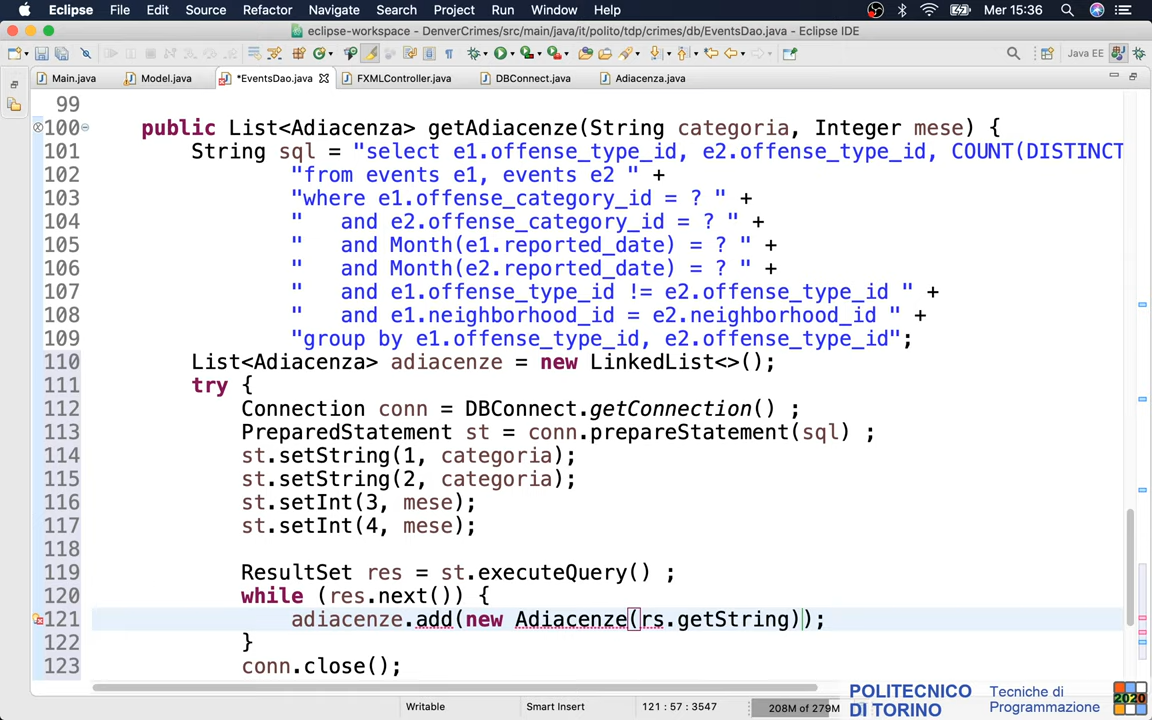 Eclipse File Edit Source Refactor Navigate Search Project Run Window Help Mer 15:36
eclipse-workspace - DenverCrimes/src/main/java/it/polito/tdp/crimes/db/EventsDao.java - Eclipse IDE
Java EE
Main.java Model.java *EventsDao.java FXMLController.java DBConnect.java Adiacenza.java
99
100 public List<Adiacenza> getAdiacenze(String categoria, Integer mese) {
101 String sql = "select e1.offense_type_id, e2.offense_type_id, COUNT(DISTINCT
102 "from events e1, events e2 " +
103 "where e1.offense_category_id = ? " +
104 "   and e2.offense_category_id = ? " +
105 "   and Month(e1.reported_date) = ? " +
106 "   and Month(e2.reported_date) = ? " +
107 "   and e1.offense_type_id != e2.offense_type_id " +
108 "   and e1.neighborhood_id = e2.neighborhood_id " +
109 "group by e1.offense_type_id, e2.offense_type_id";
110 List<Adiacenza> adiacenze = new LinkedList<>();
111 try {
112 Connection conn = DBConnect.getConnection() ;
113 PreparedStatement st = conn.prepareStatement(sql) ;
114 st.setString(1, categoria);
115 st.setString(2, categoria);
116 st.setInt(3, mese);
117 st.setInt(4, mese);
118
119 ResultSet res = st.executeQuery() ;
120 while (res.next()) {
121 adiacenze.add(new Adiacenze(rs.getString));
122 }
123 conn.close();
Writable Smart Insert 121 : 57 : 3547 208M of 279M
POLITECNICO
DI TORINO
Tecniche di
Programmazione
2020